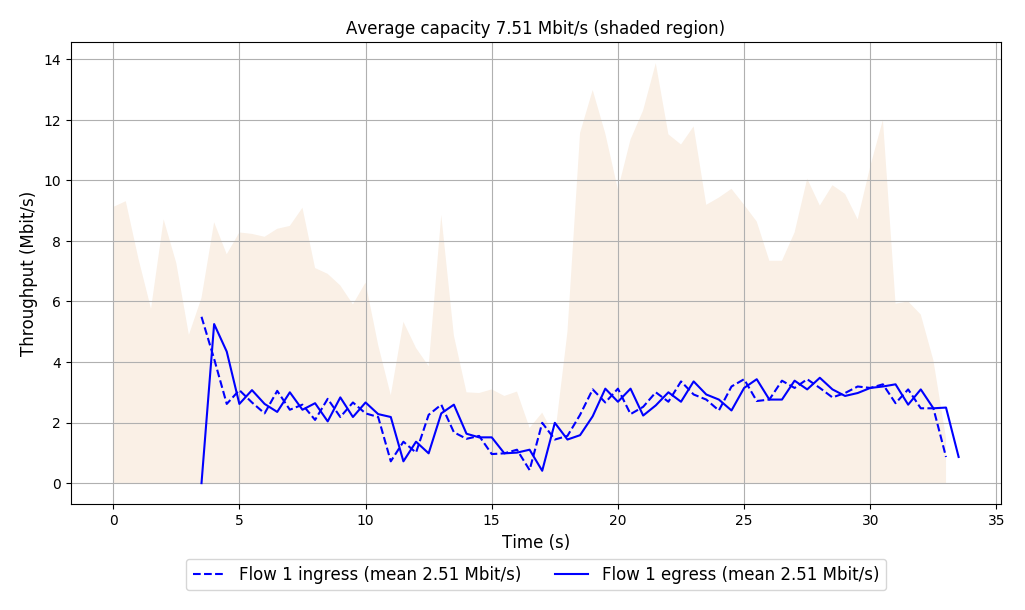 Average capacity 7.51 Mbit/s (shaded region)
Throughput (Mbit/s)
14
12
10
8
6
4
2
0
0 5 10 15 20 25 30 35
Time (s)
Flow 1 ingress (mean 2.51 Mbit/s) Flow 1 egress (mean 2.51 Mbit/s)